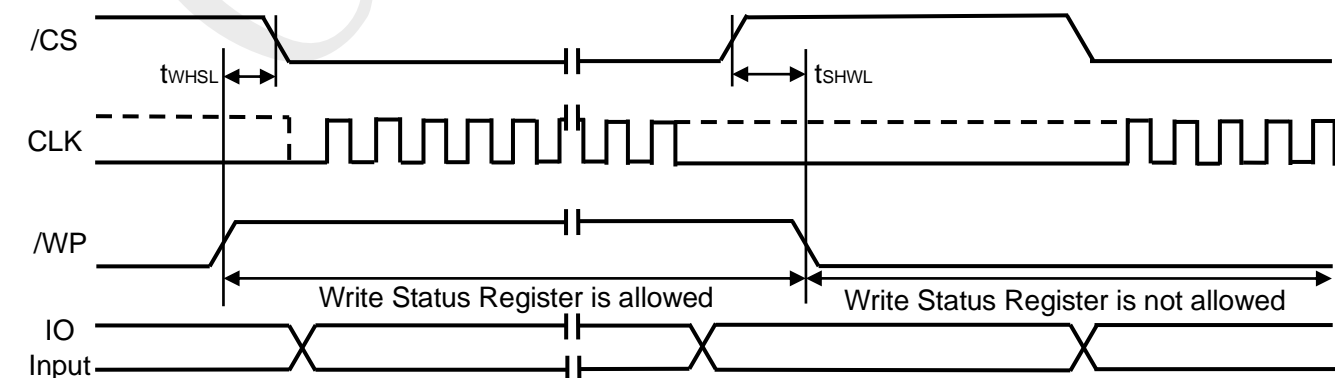 /CS
tWHSL
tSHWL
CLK
/WP
Write Status Register is allowed
Write Status Register is not allowed
IO
Input